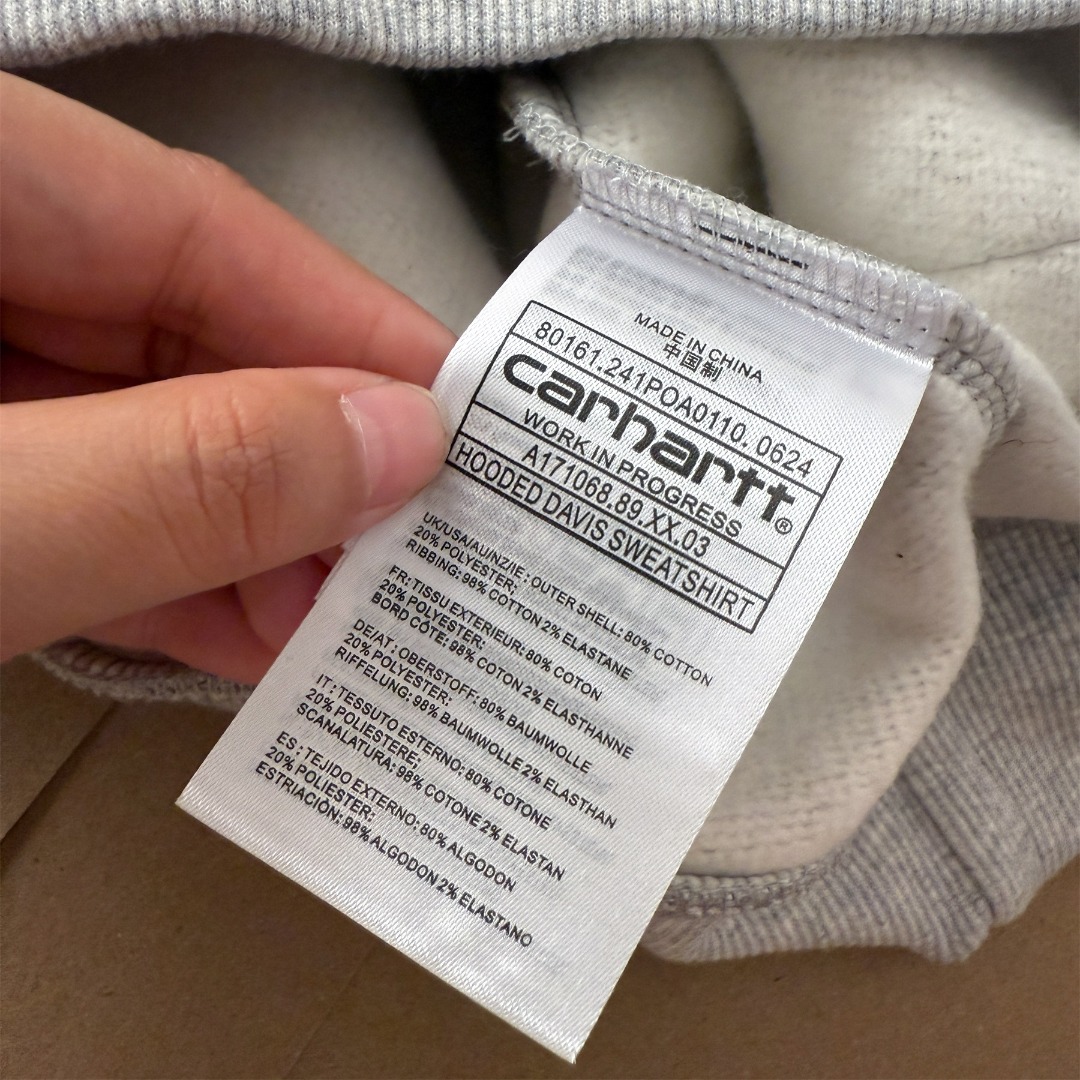 MADE IN CHINA
中国制
80161.241POA0110. 0624
carhartt®
WORK IN PROGRESS
A171068.89.XX.03
HOODED DAVIS SWEATSHIRT
UK/USA/AU/NZ/IE : OUTER SHELL: 80% COTTON
20% POLYESTER;
RIBBING: 98% COTTON 2% ELASTANE
FR: TISSU EXTERIEUR: 80% COTON
20% POLYESTER:
BORD CÔTE: 98% COTON 2% ELASTHANNE
DE/AT : OBERSTOFF: 80% BAUMWOLLE
20% POLYESTER:
RIFFELUNG: 98% BAUMWOLLE 2% ELASTHAN
IT : TESSUTO ESTERNO: 80% COTONE
20% POLIESTERE;
SCANALATURA: 98% COTONE 2% ELASTAN
ES : TEJIDO EXTERNO: 80% ALGODON
20% POLIESTER:
ESTRIACIÓN: 98% ALGODON 2% ELASTANO